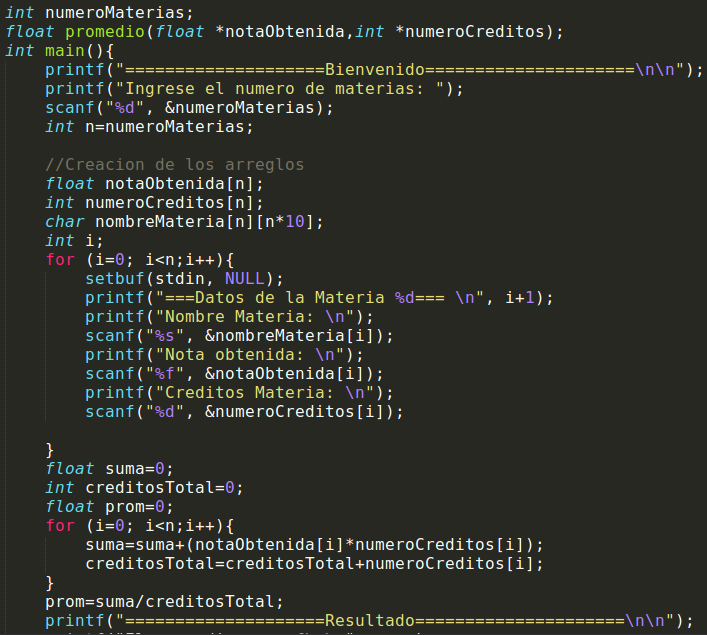 int numeroMaterias;
float promedio(float *notaObtenida,int *numeroCreditos);
int main(){
printf("====================Bienvenido=====================\n\n");
printf("Ingrese el numero de materias: ");
scanf("%d", &numeroMaterias);
int n=numeroMaterias;
//Creacion de los arreglos
float notaObtenida[n];
int numeroCreditos[n];
char nombreMateria[n][n*10];
int i;
for (i=0; i<n;i++){
setbuf(stdin, NULL);
printf("===Datos de la Materia %d=== \n", i+1);
printf("Nombre Materia: \n");
scanf("%s", &nombreMateria[i]);
printf("Nota obtenida: \n");
scanf("%f", &notaObtenida[i]);
printf("Creditos Materia: \n");
scanf("%d", &numeroCreditos[i]);
}
float suma=0;
int creditosTotal=0;
float prom=0;
for (i=0; i<n;i++){
suma=suma+(notaObtenida[i]*numeroCreditos[i]);
creditosTotal=creditosTotal+numeroCreditos[i];
}
prom=suma/creditosTotal;
printf("====================Resultado=====================\n\n");